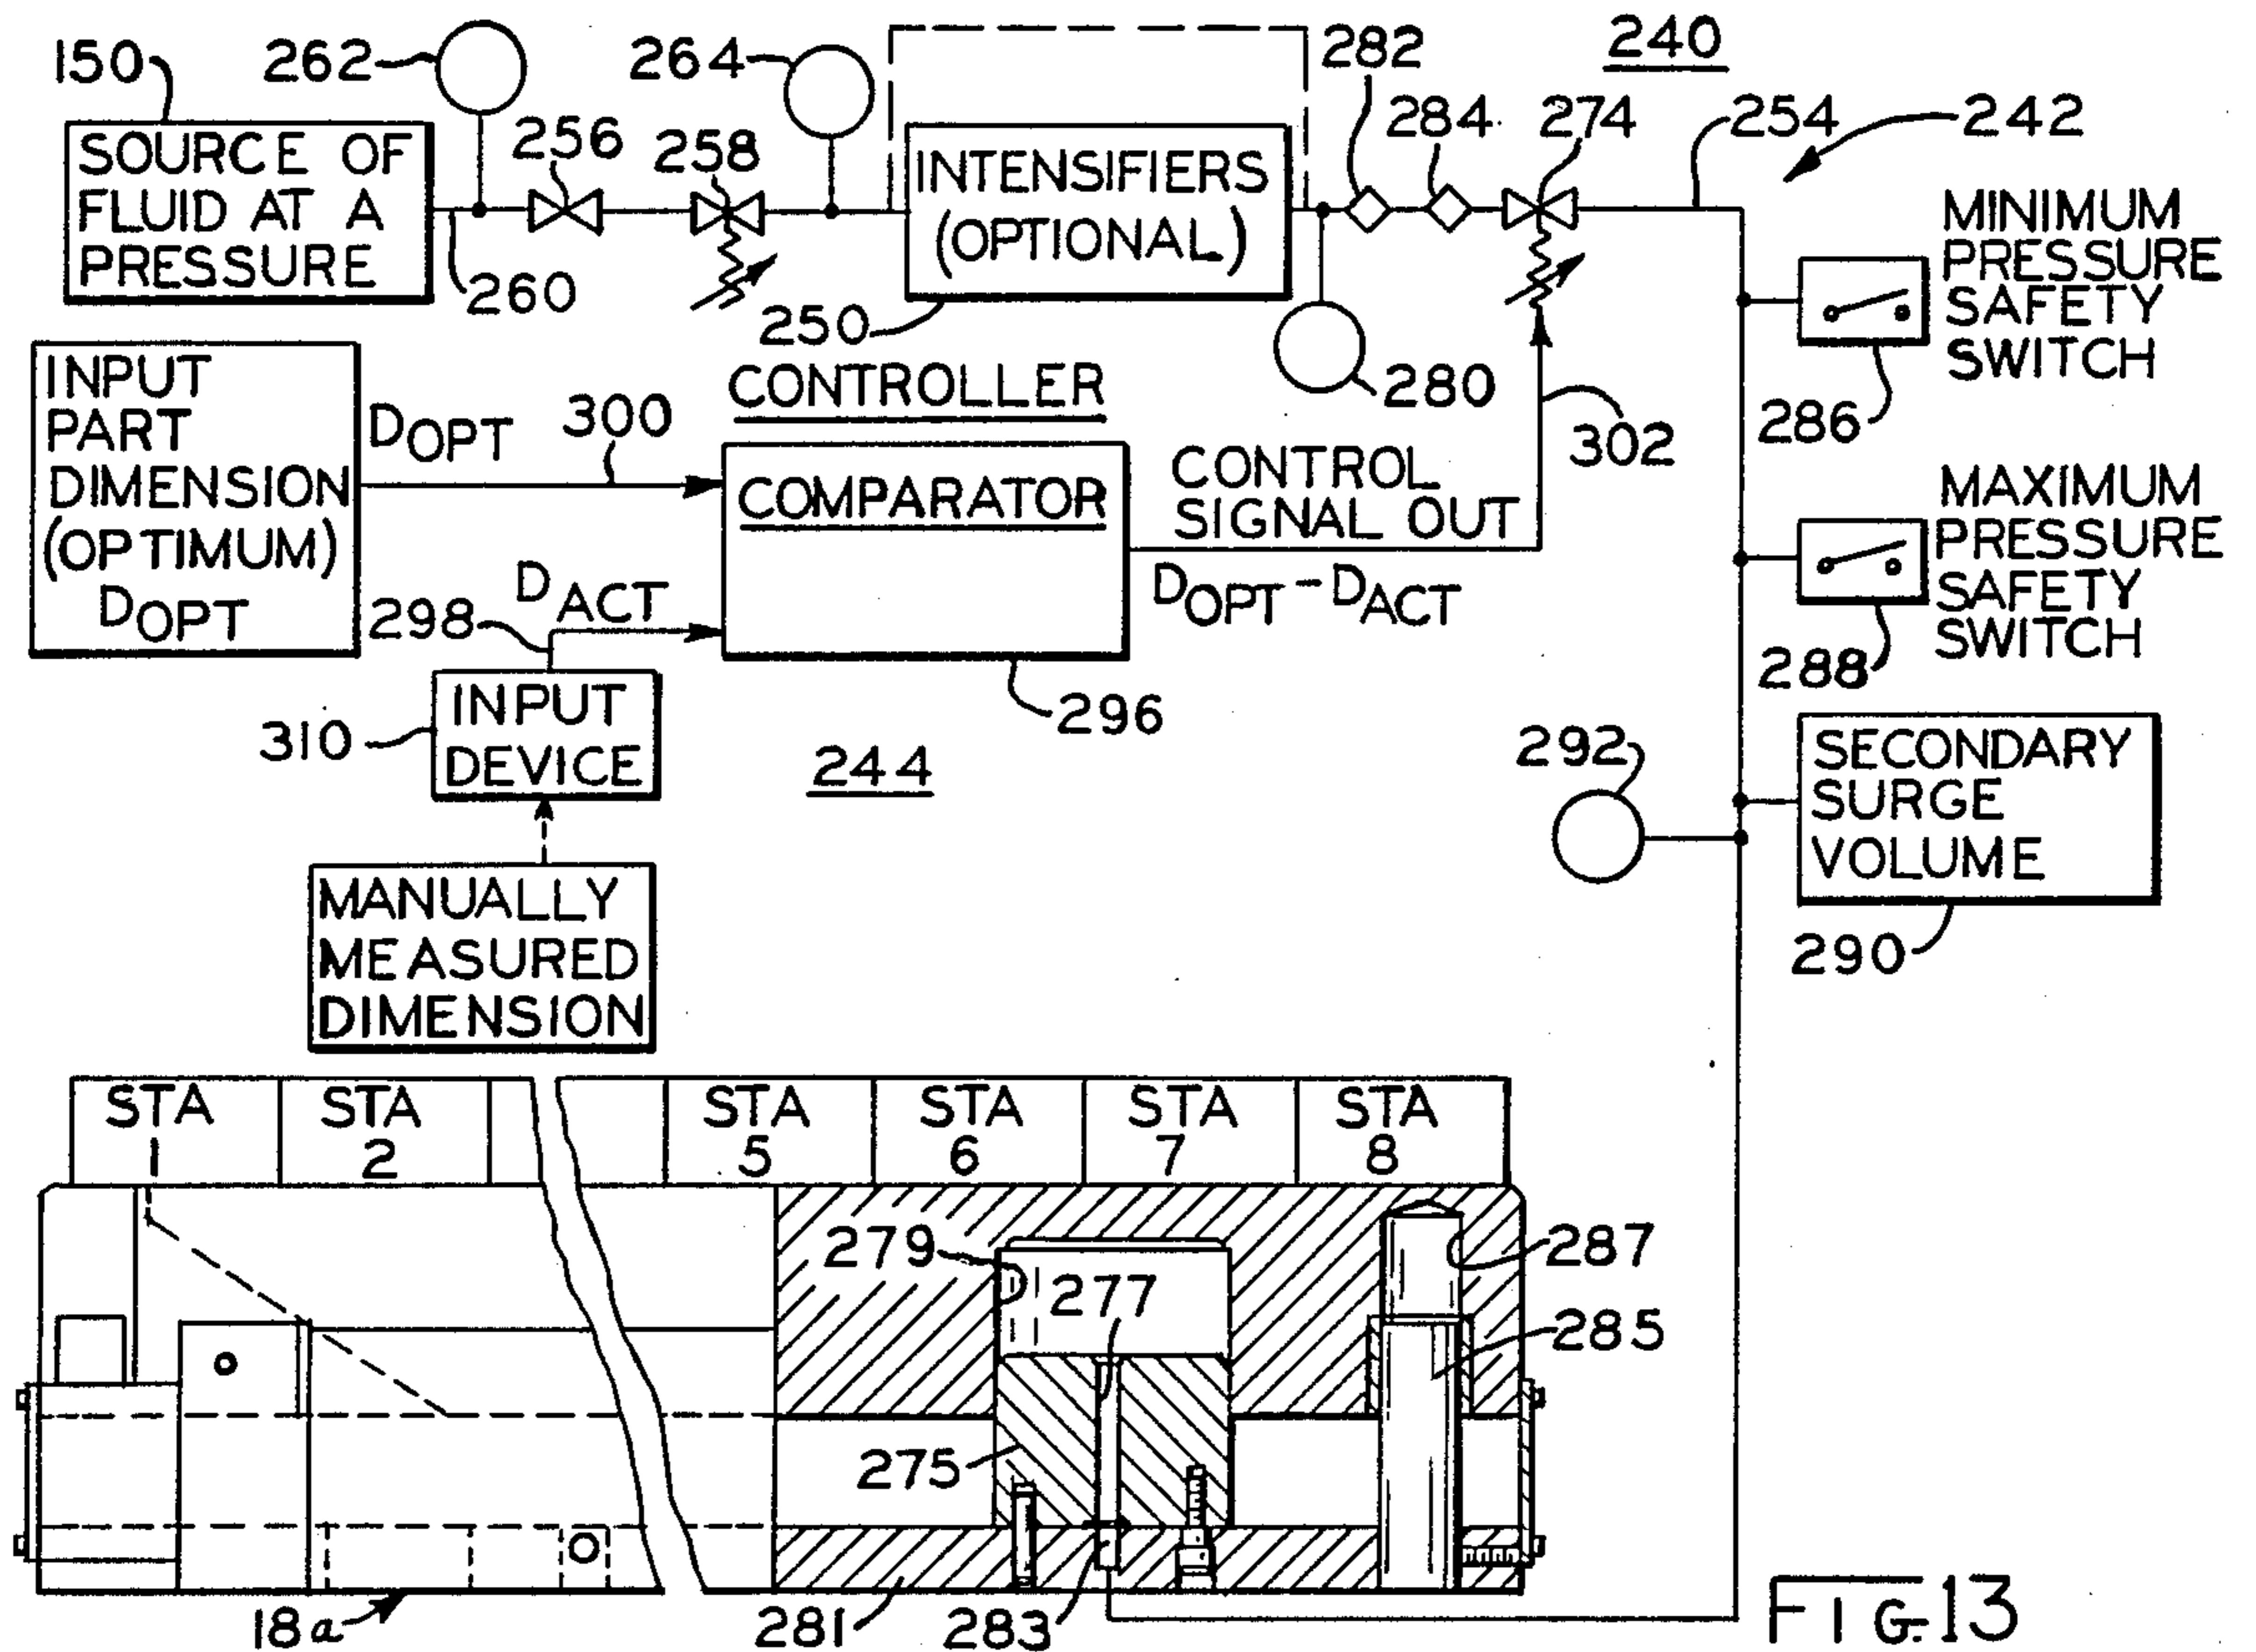 240
150
262
264
282
284
274
254
242
SOURCE OF
FLUID AT A
PRESSURE
256
258
260
INTENSIFIERS
(OPTIONAL)
250
280
MINIMUM
PRESSURE
SAFETY
SWITCH
286
INPUT
PART
DIMENSION
(OPTIMUM)
DOPT
DOPT
300
CONTROLLER
COMPARATOR
CONTROL
SIGNAL OUT
302
DOPT-DACT
DACT
298
296
MAXIMUM
PRESSURE
SAFETY
SWITCH
288
INPUT
DEVICE
310
244
292
SECONDARY
SURGE
VOLUME
290
MANUALLY
MEASURED
DIMENSION
STA
1
STA
2
STA
5
STA
6
STA
7
STA
8
279
277
287
285
275
18a
281
283
FIG.13